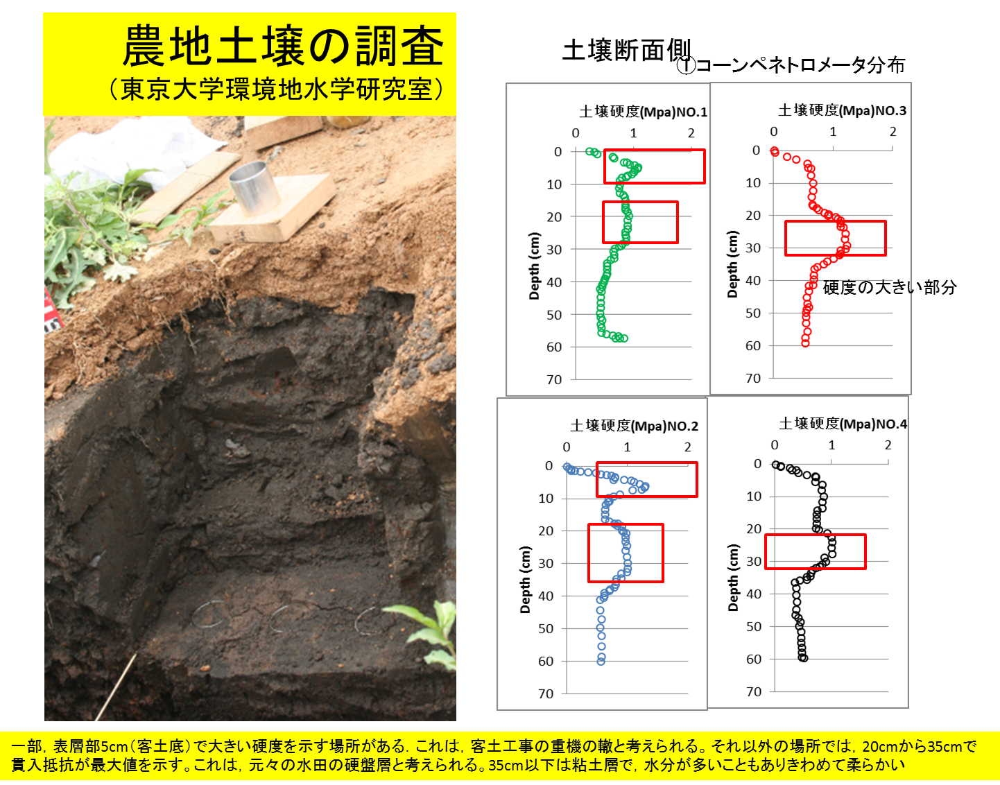 農地土壌の調査
（東京大学環境地水学研究室）
土壌断面側
①コーンペネトロメータ分布
土壌硬度(Mpa)NO.1
0 1 2
0
10
20
30
40
50
60
70
Depth (cm)
土壌硬度(Mpa)NO.3
0 1 2
0
10
20
30
40
50
60
70
Depth (cm)
硬度の大きい部分
土壌硬度(Mpa)NO.2
0 1 2
0
10
20
30
40
50
60
70
Depth (cm)
土壌硬度(Mpa)NO.4
0 1 2
0
10
20
30
40
50
60
70
Depth (cm)
一部，表層部5cm（客土底）で大きい硬度を示す場所がある．これは，客土工事の重機の轍と考えられる。それ以外の場所では，20cmから35cmで
貫入抵抗が最大値を示す。これは，元々の水田の硬盤層と考えられる。35cm以下は粘土層で，水分が多いこともありきわめて柔らかい